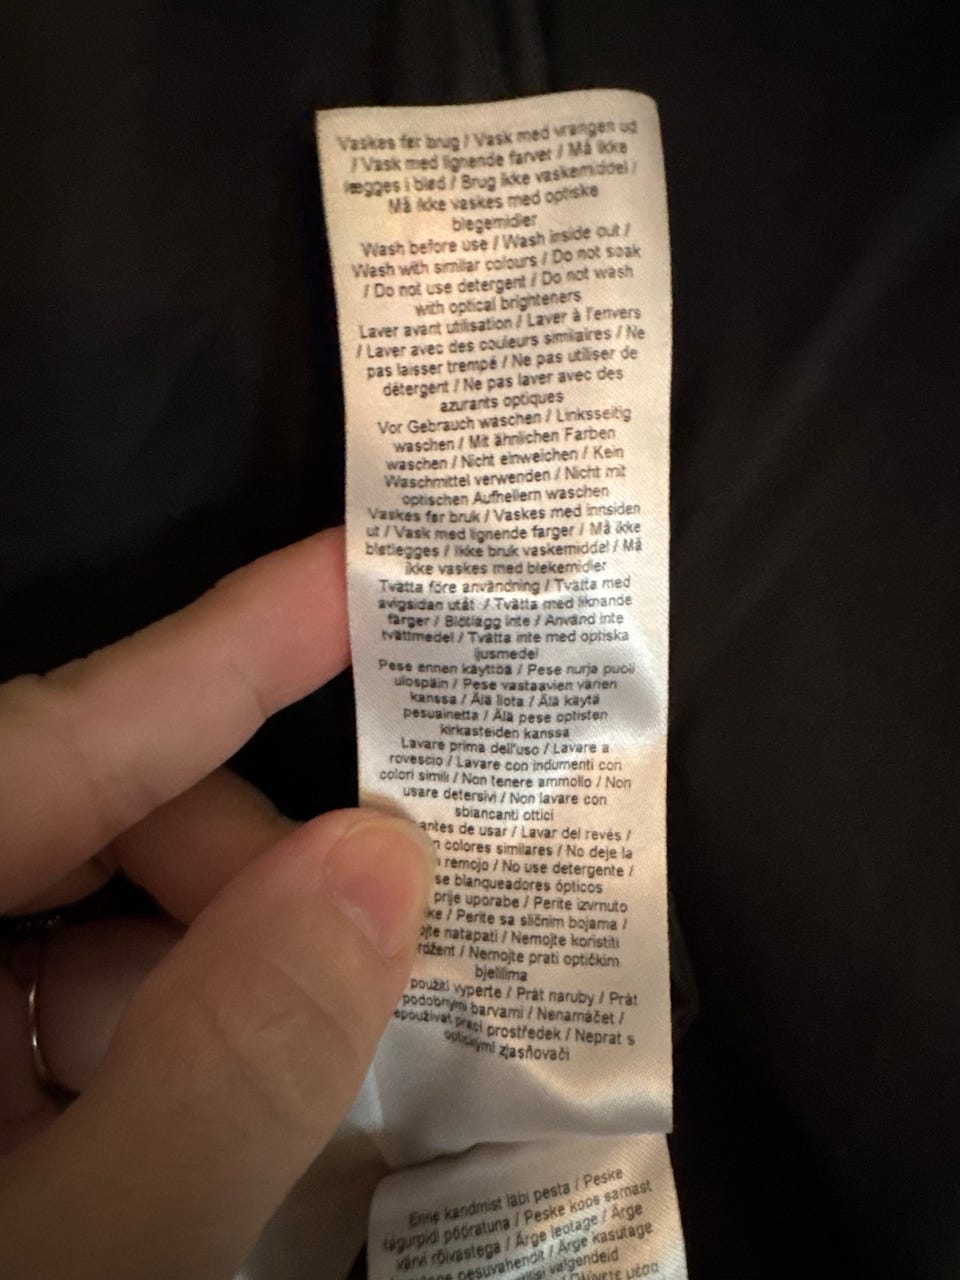 Vaskes før brug / Vask med vrangen ud
/ Vask med lignende farver / Må ikke
lægges i blød / Brug ikke vaskemiddel /
Må ikke vaskes med optiske
blegemidler
Wash before use / Wash inside out /
Wash with similar colours / Do not soak
/ Do not use detergent / Do not wash
with optical brighteners
Laver avant utilisation / Laver à l'envers
/ Laver avec des couleurs similaires / Ne
pas laisser trempé / Ne pas utiliser de
détergent / Ne pas laver avec des
azurants optiques
Vor Gebrauch waschen / Linksseitig
waschen / Mit ähnlichen Farben
waschen / Nicht einweichen / Kein
Waschmittel verwenden / Nicht mit
optischen Aufhellern waschen
Vaskes før bruk / Vaskes med innsiden
ut / Vask med lignende farger / Må ikke
bløtlegges / Ikke bruk vaskemiddel / Må
ikke vaskes med blekemidler
Tvätta före användning / Tvätta med
avigsidan utåt / Tvätta med liknande
färger / Blötlägg inte / Använd inte
tvättmedel / Tvätta inte med optiska
ljusmedel
Pese ennen käyttöä / Pese nurja puoli
ulospäin / Pese vastaavien värien
kanssa / Älä liota / Älä käytä
pesuainetta / Älä pese optisten
kirkasteiden kanssa
Lavare prima dell'uso / Lavare a
rovescio / Lavare con indumenti con
colori simili / Non tenere ammollo / Non
usare detersivi / Non lavare con
sbiancanti ottici
antes de usar / Lavar del revés /
colores similares / No deje la
remojo / No use detergente /
se blanqueadores ópticos
prije uporabe / Perite izvrnuto
/ Perite sa sličnim bojama /
natapati / Nemojte koristiti
/ Nemojte prati optičkim
bjelilima
použití vyperte / Prát naruby / Prát
podobnými barvami / Nenamáčet /
prací prostředek / Neprat s
optickými zjasňovači
Enne kandmist läbi pesta / Peske
tagurpidi pööratuna / Peske koos samast
värvi rõivastega / Ärge leotage / Ärge
pesuvahendit / Ärge kasutage
valgendeid